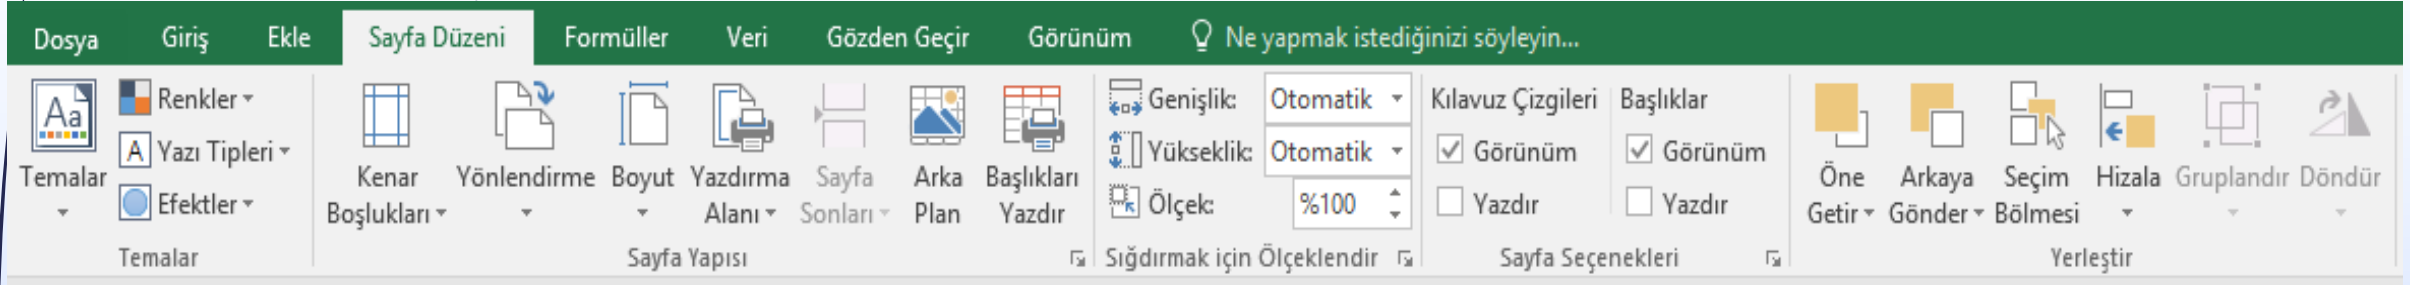 Dosya Giriş Ekle Sayfa Düzeni Formüller Veri Gözden Geçir Görünüm Ne yapmak istediğinizi söyleyin...
Aa
Temalar
Renkler
A Yazı Tipleri
Efektler
Temalar
Kenar Boşlukları
Yönlendirme
Boyut
Yazdırma Alanı
Sayfa Sonları
Arka Plan
Başlıkları Yazdır
Sayfa Yapısı
Genişlik: Otomatik
Yükseklik: Otomatik
Ölçek: %100
Sığdırmak için Ölçeklendir
Kılavuz Çizgileri
Görünüm
Yazdır
Başlıklar
Görünüm
Yazdır
Sayfa Seçenekleri
Öne Getir
Arkaya Gönder
Seçim Bölmesi
Hizala
Gruplandır
Döndür
Yerleştir